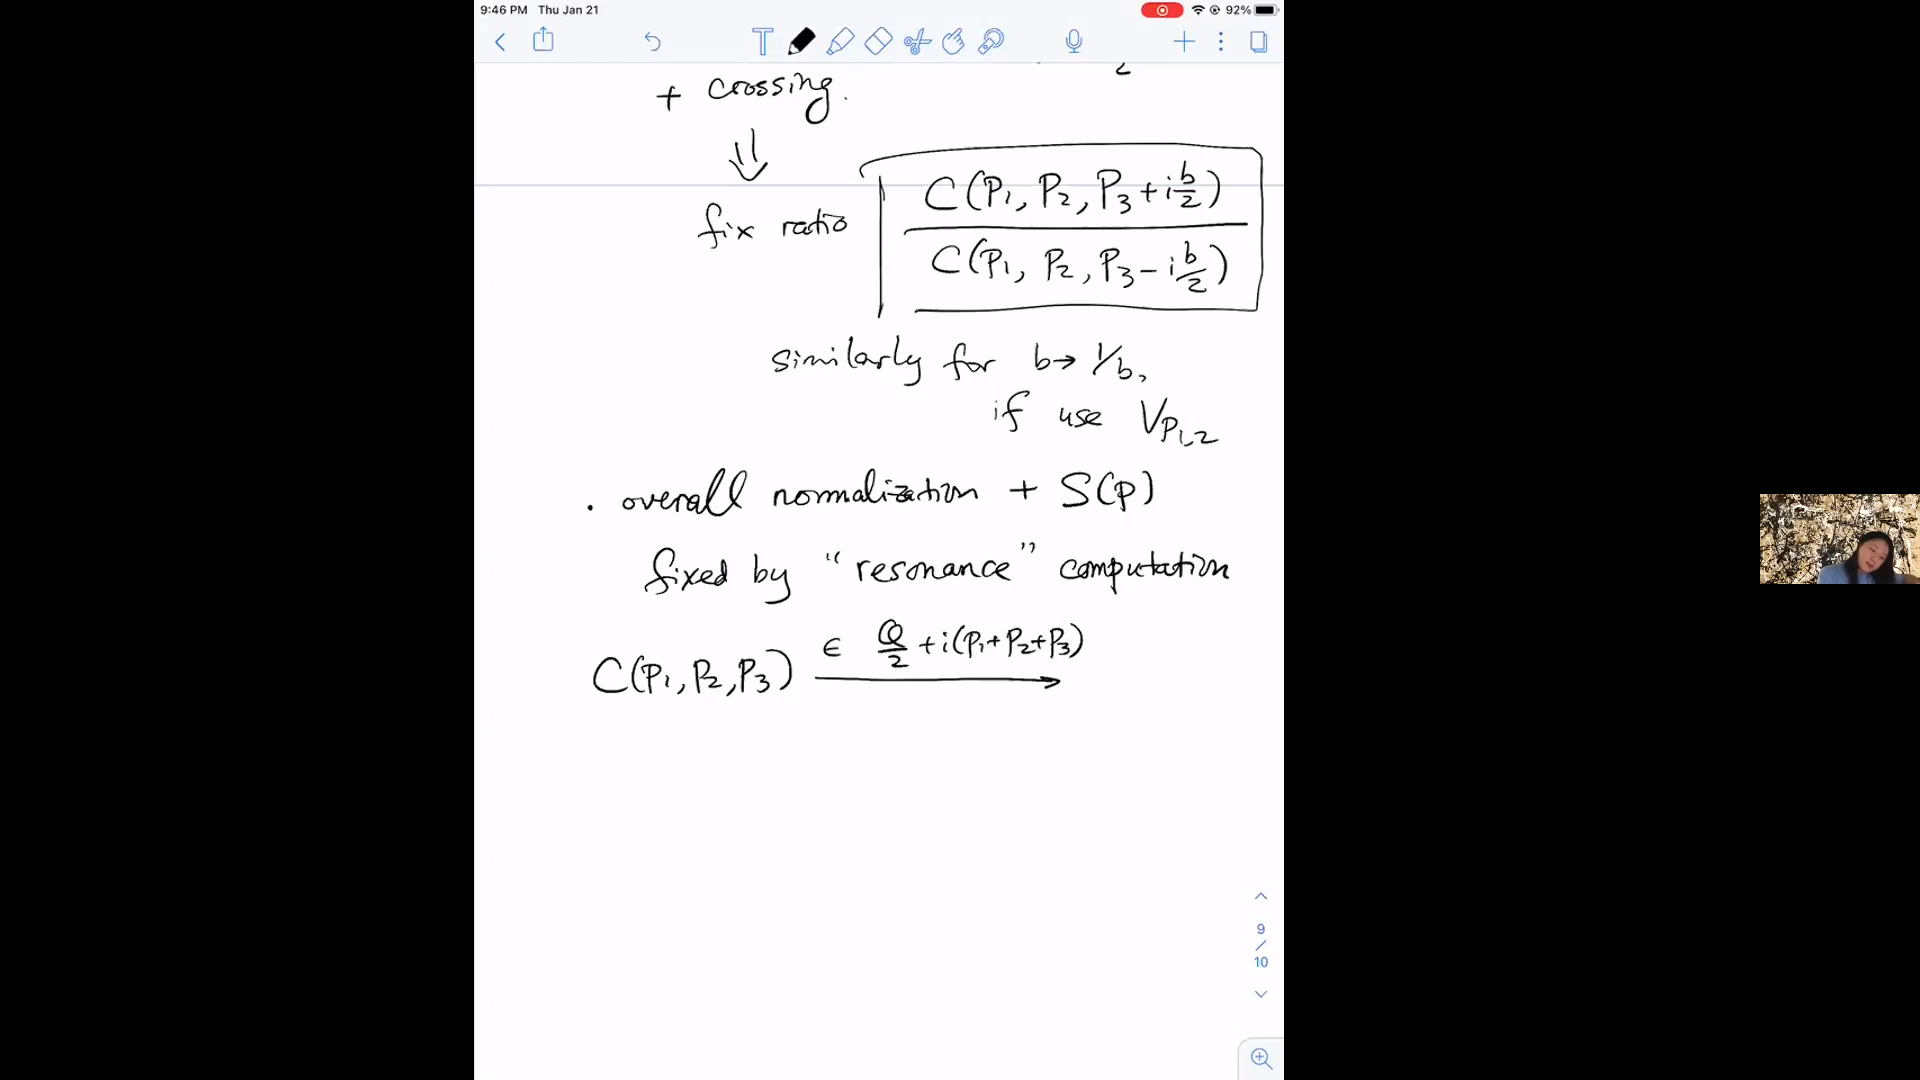 9:46 PM Thu Jan 21
92%
+ crossing.
⇓
fix ratio C(P₁, P₂, P₃ + i b/2) / C(P₁, P₂, P₃ - i b/2)
similarly for b → 1/b,
if use V_{P₁,₂}
. overall normalization + S(P)
fixed by "resonance" computation
C(P₁, P₂, P₃) ∈ Q/2 + i(P₁+P₂+P₃) ⟶
9
/
10